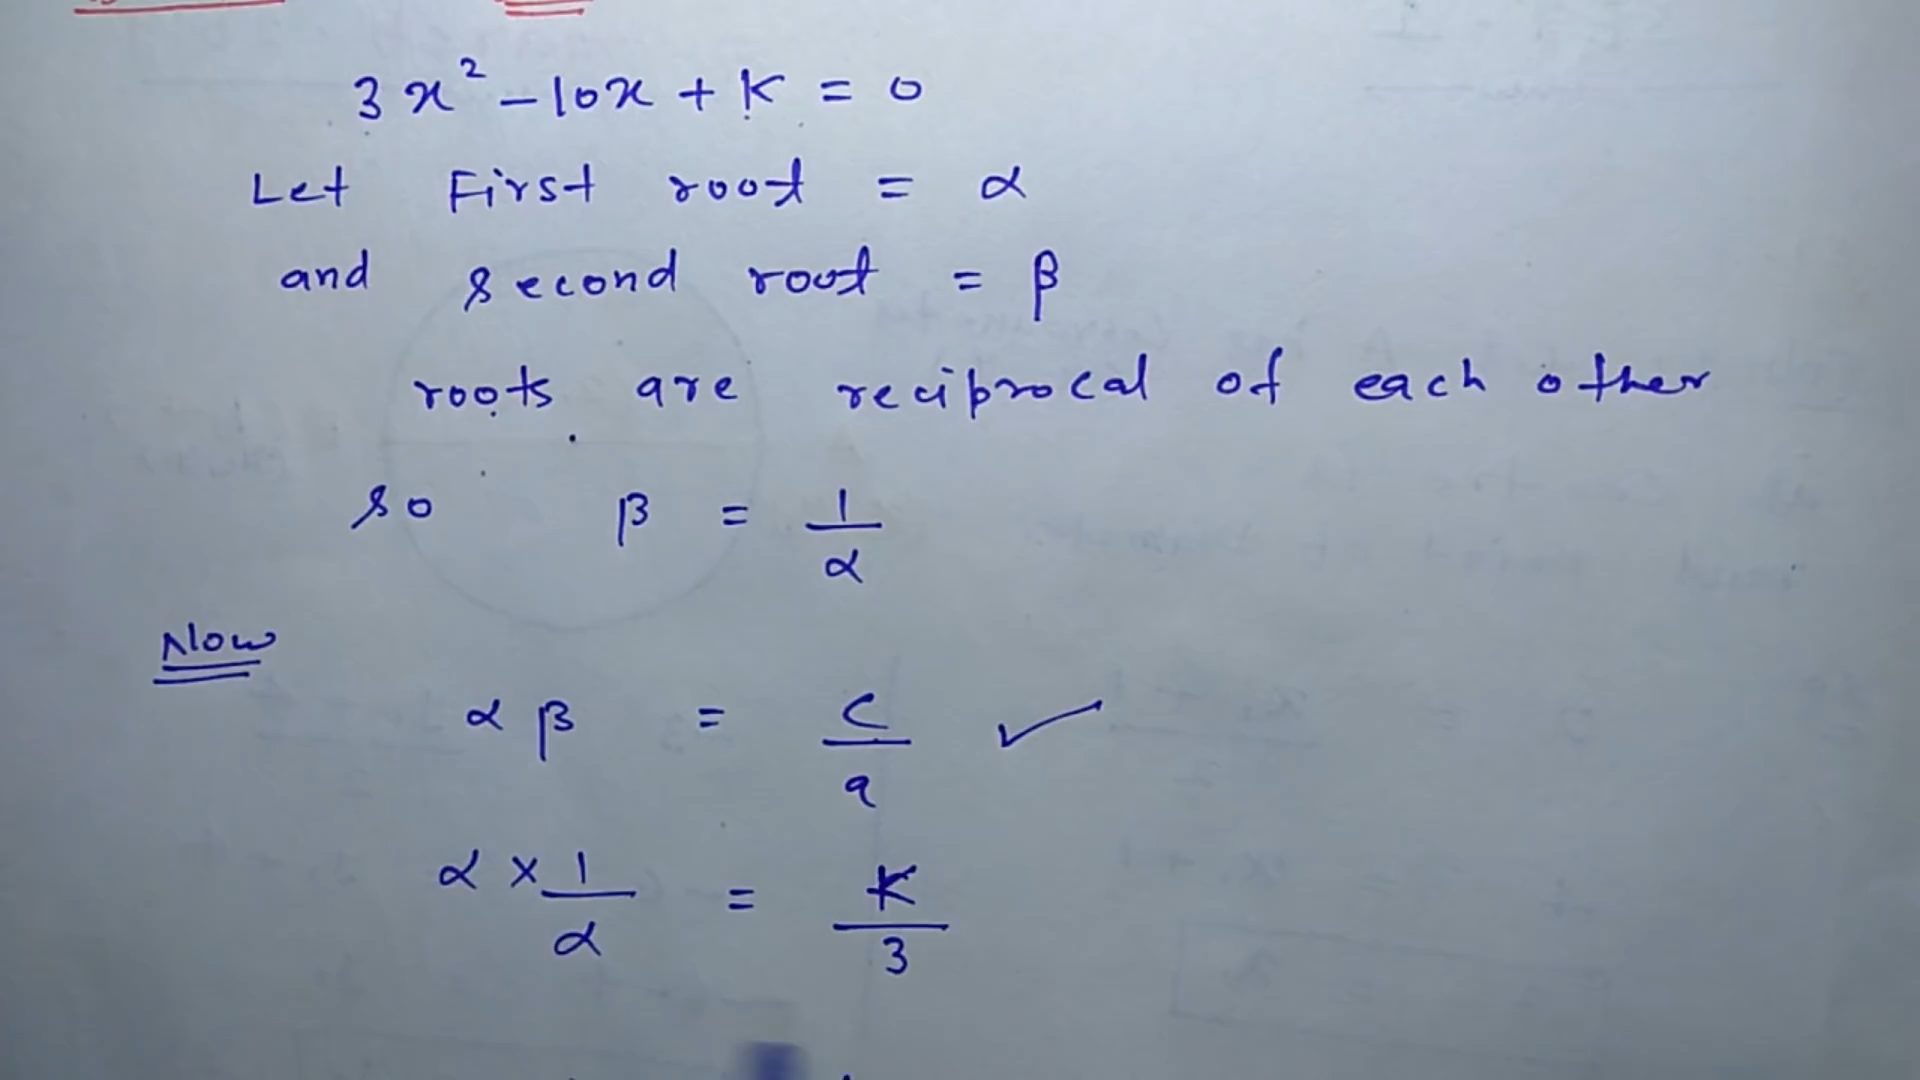 3x² - 10x + K = 0
Let First root = α
and second root = β
roots are reciprocal of each other
so β = 1/α
Now
αβ = c/a ✓
α × 1/α = K/3